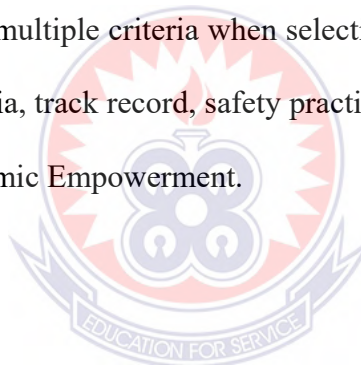 multiple criteria when selecti
ia, track record, safety practi
mic Empowerment.
EDUCATION FOR SERVICE